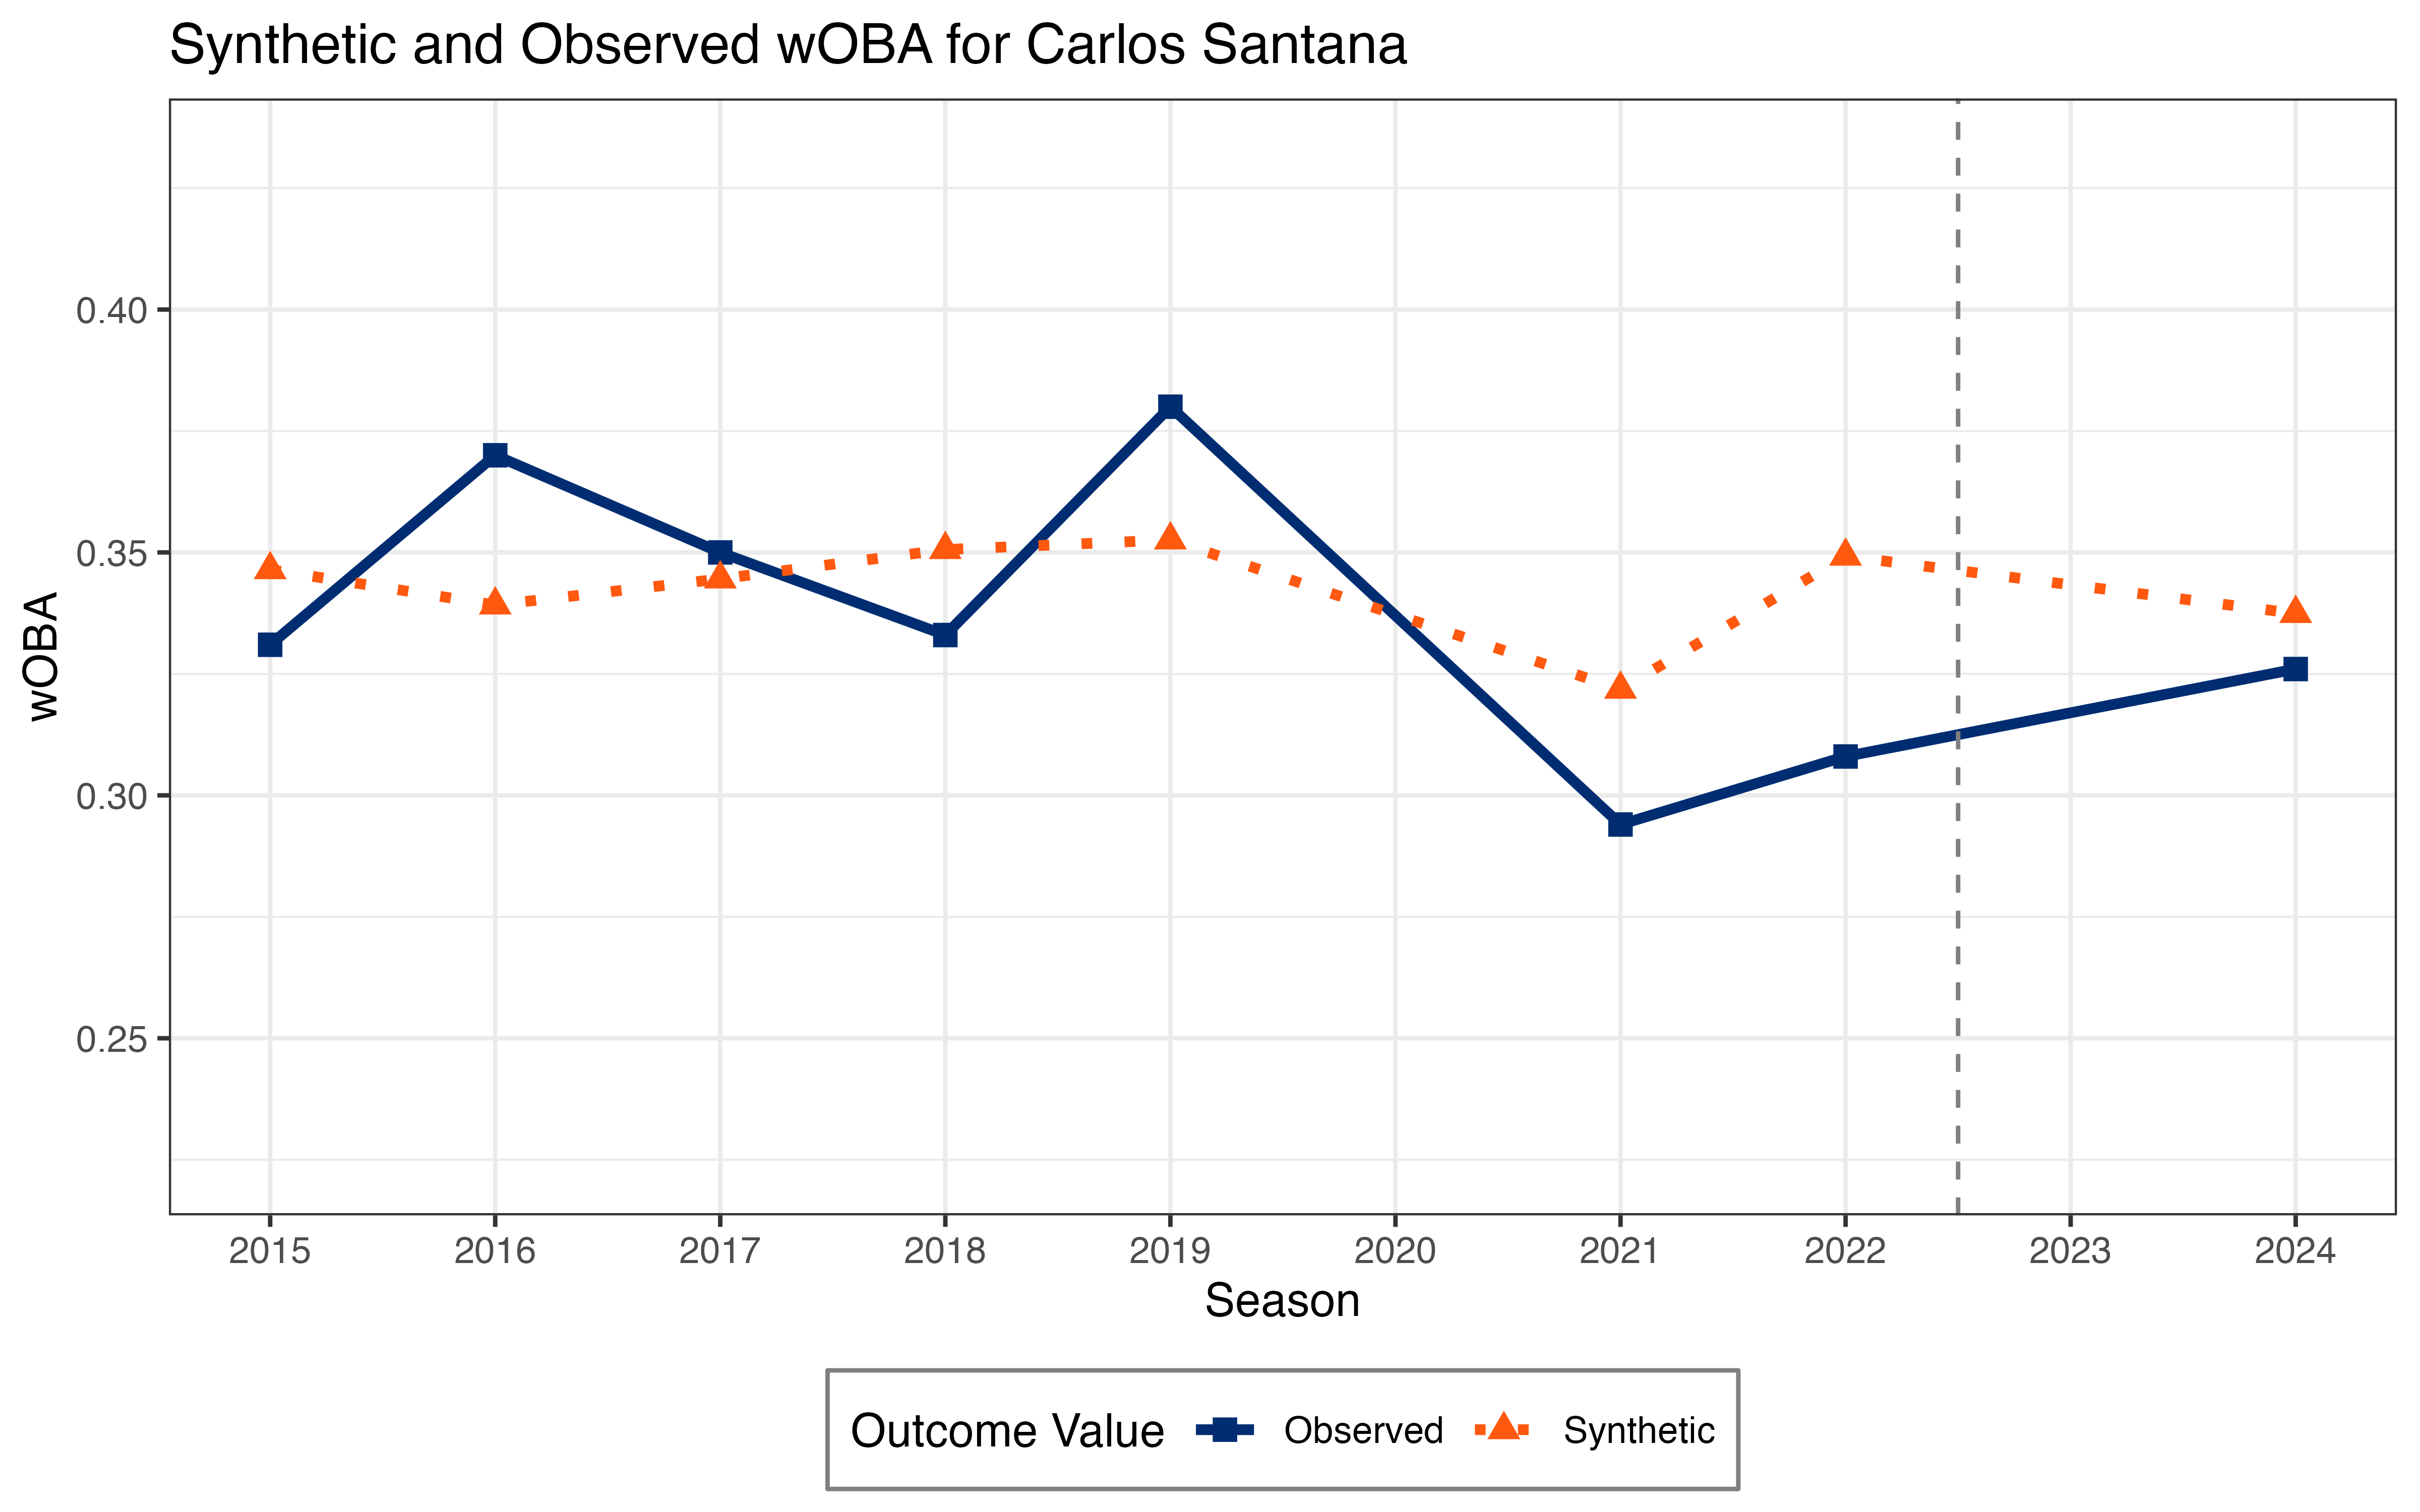 Synthetic and Observed wOBA for Carlos Santana
wOBA
0.40
0.35
0.30
0.25
2015 2016 2017 2018 2019 2020 2021 2022 2023 2024
Season
Outcome Value Observed Synthetic